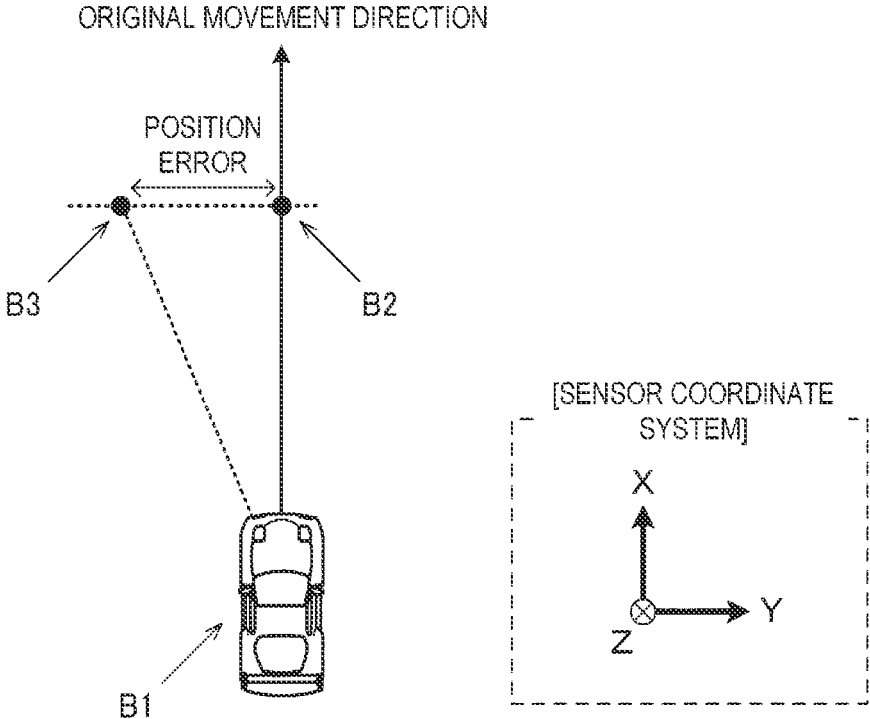 ORIGINAL MOVEMENT DIRECTION
POSITION
ERROR
B3
B2
[SENSOR COORDINATE
SYSTEM]
X
Y
Z
B1